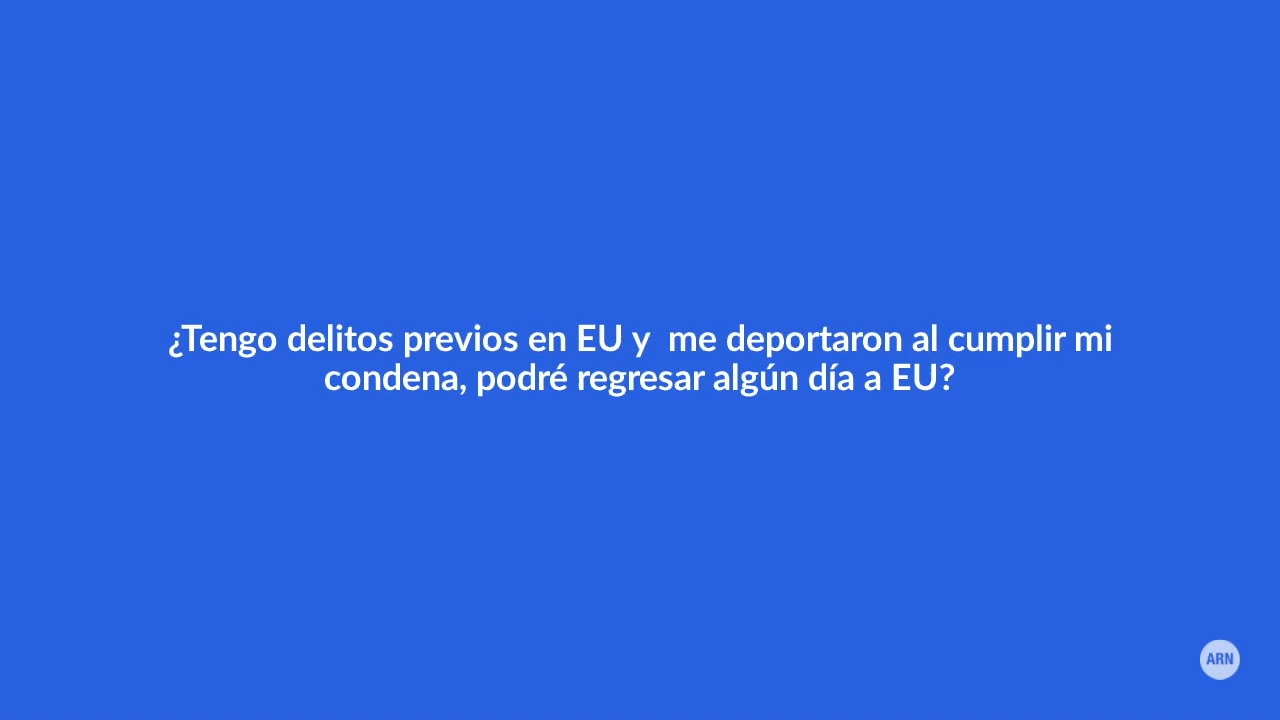 ¿Tengo delitos previos en EU y  me deportaron al cumplir mi
condena, podré regresar algún día a EU?
ARN